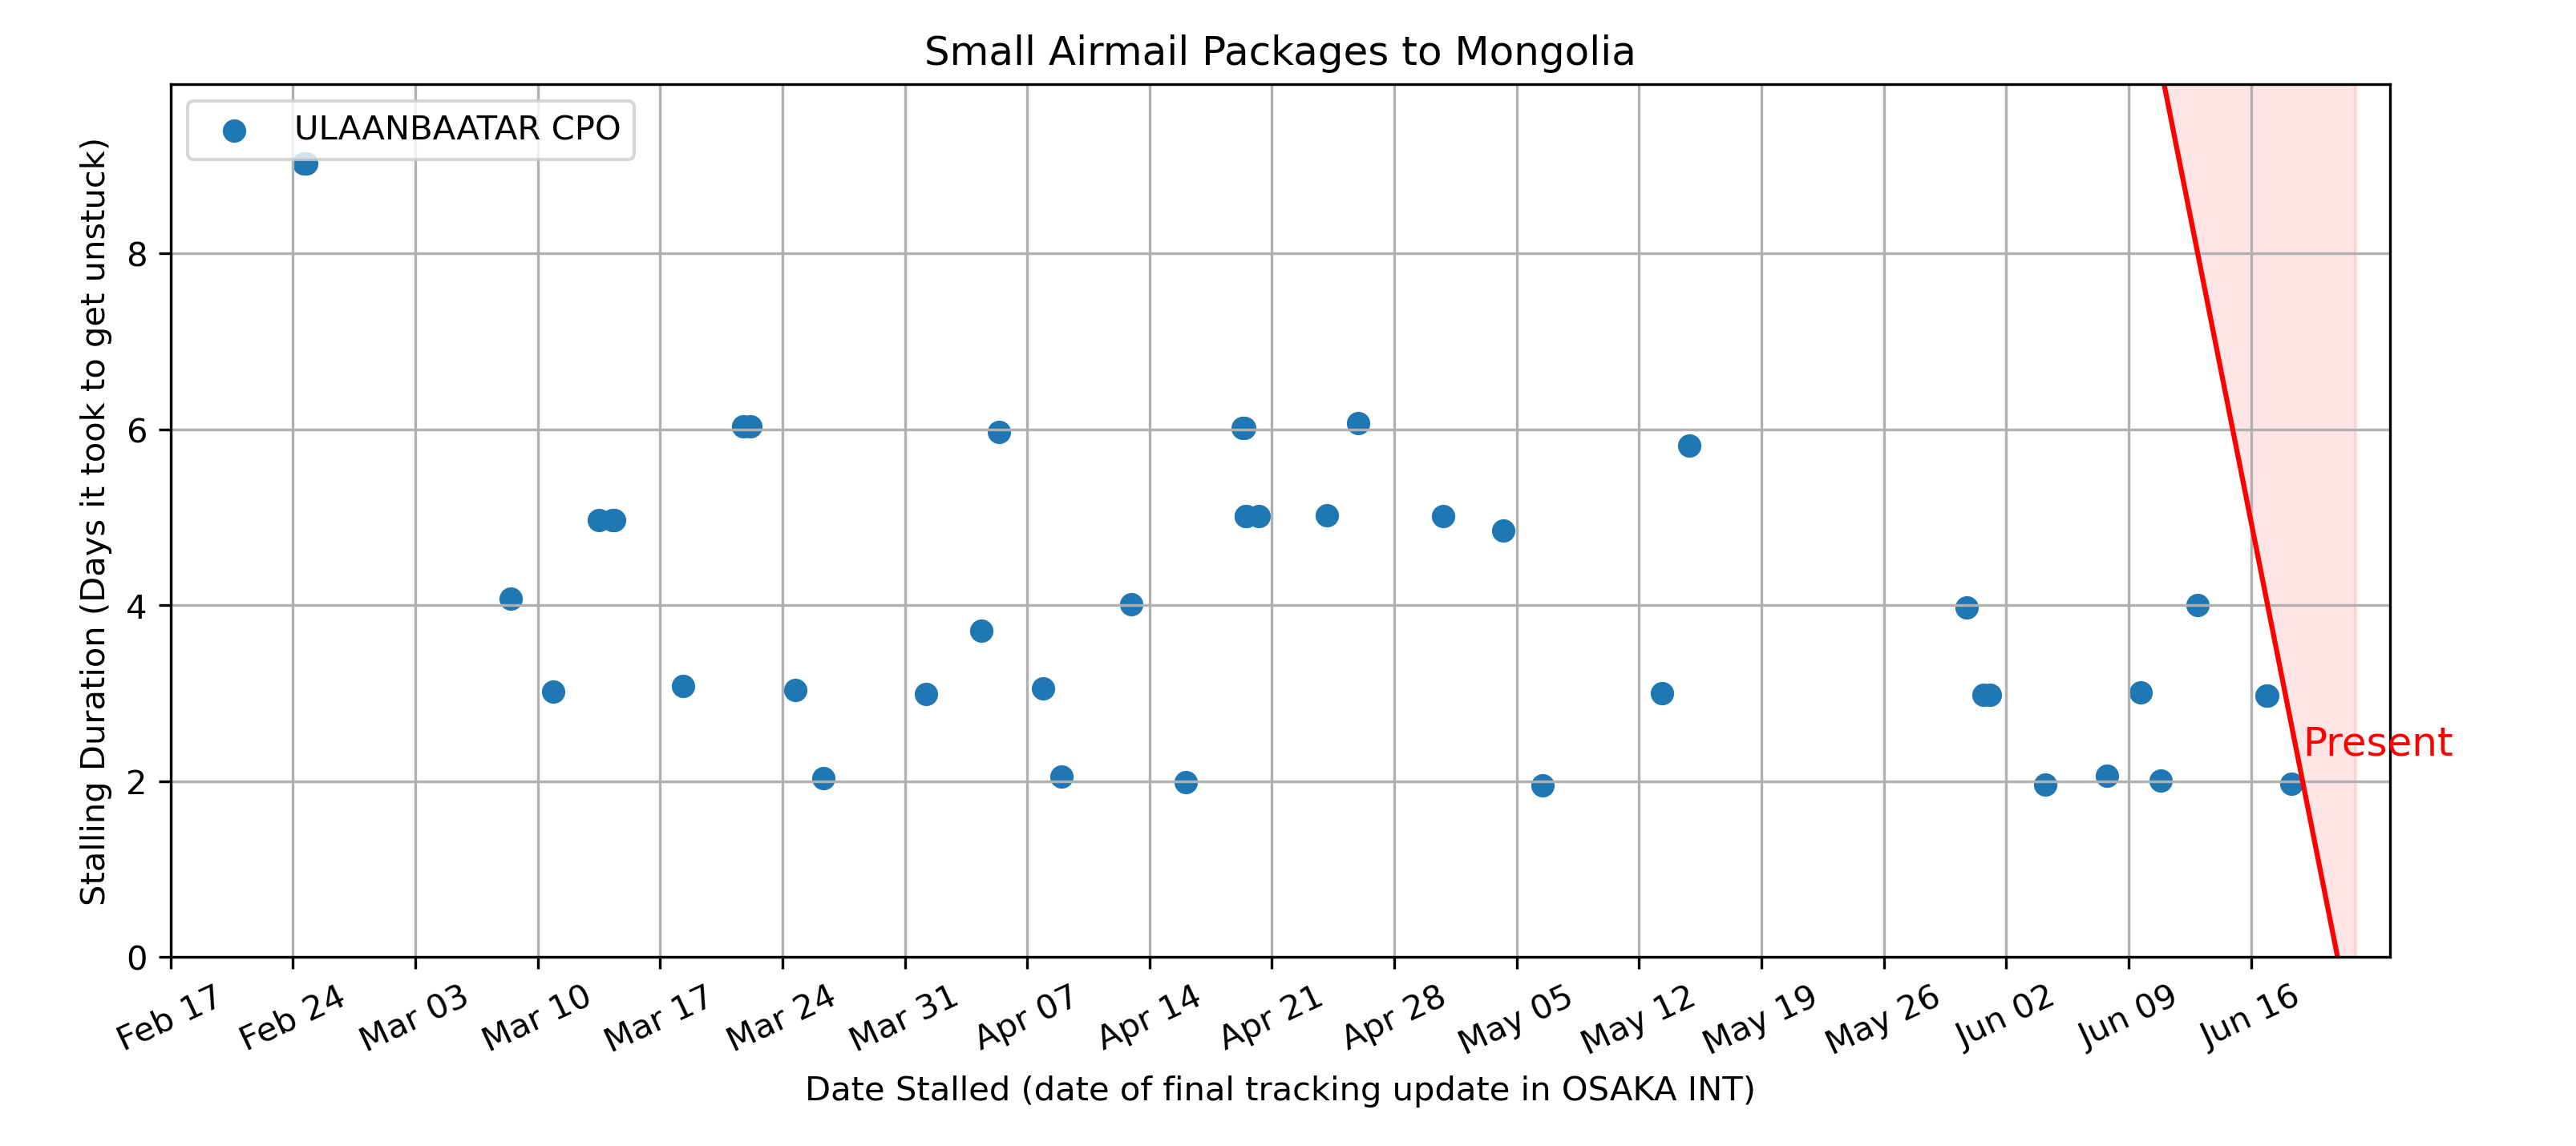 Small Airmail Packages to Mongolia
ULAANBAATAR CPO
Stalling Duration (Days it took to get unstuck)
8
6
4
2
0
Present
Feb 17
Feb 24
Mar 03
Mar 10
Mar 17
Mar 24
Mar 31
Apr 07
Apr 14
Apr 21
Apr 28
May 05
May 12
May 19
May 26
Jun 02
Jun 09
Jun 16
Date Stalled (date of final tracking update in OSAKA INT)